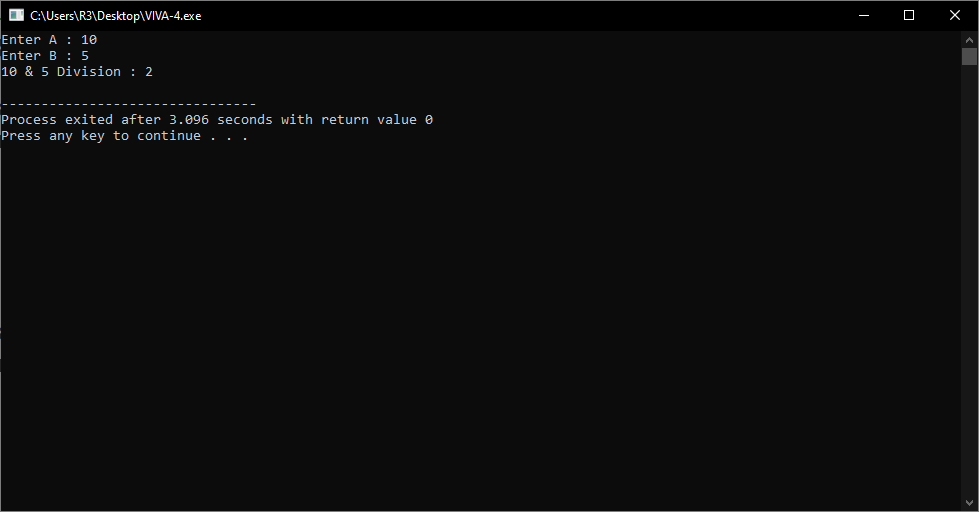 C:\Users\R3\Desktop\VIVA-4.exe
Enter A : 10
Enter B : 5
10 & 5 Division : 2
--------------------------------
Process exited after 3.096 seconds with return value 0
Press any key to continue . . .